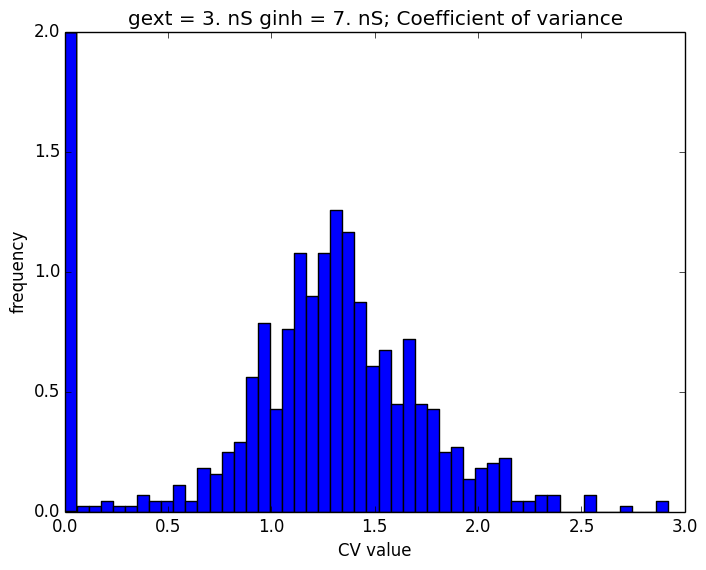 gext = 3. nS ginh = 7. nS; Coefficient of variance
2.0
1.5
1.0
0.5
0.0
frequency
0.0 0.5 1.0 1.5 2.0 2.5 3.0
CV value